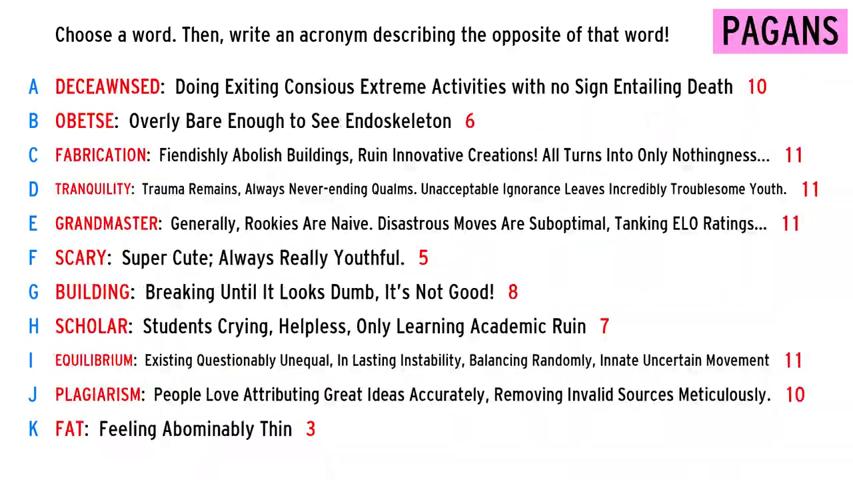 Choose a word. Then, write an acronym describing the opposite of that word!
PAGANS
A DECEAWNSED: Doing Exiting Consious Extreme Activities with no Sign Entailing Death 10
B OBETSE: Overly Bare Enough to See Endoskeleton 6
C FABRICATION: Fiendishly Abolish Buildings, Ruin Innovative Creations! All Turns Into Only Nothingness... 11
D TRANQUILITY: Trauma Remains, Always Never-ending Qualms. Unacceptable Ignorance Leaves Incredibly Troublesome Youth. 11
E GRANDMASTER: Generally, Rookies Are Naive. Disastrous Moves Are Suboptimal, Tanking ELO Ratings... 11
F SCARY: Super Cute; Always Really Youthful. 5
G BUILDING: Breaking Until It Looks Dumb, It's Not Good! 8
H SCHOLAR: Students Crying, Helpless, Only Learning Academic Ruin 7
I EQUILIBRIUM: Existing Questionably Unequal, In Lasting Instability, Balancing Randomly, Innate Uncertain Movement 11
J PLAGIARISM: People Love Attributing Great Ideas Accurately, Removing Invalid Sources Meticulously. 10
K FAT: Feeling Abominably Thin 3